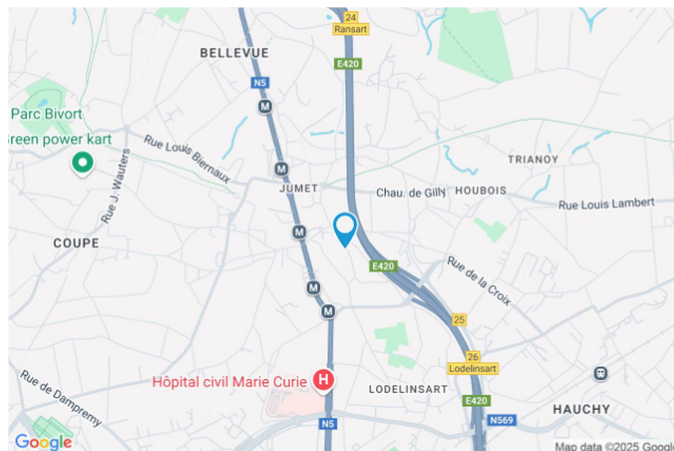 24
Ransart
BELLEVUE
E420
N5
M
Parc Bivort
Green power kart
Rue Louis Biernaux
TRIANOY
M
JUMET
Chau. de Gilly
HOUBOIS
Rue J. Wauters
Rue Louis Lambert
M
COUPE
E420
Rue de la Croix
M
M
25
26
Lodelinsart
Hôpital civil Marie Curie
H
Rue de Dampremy
LODELINSART
E420
HAUCHY
N5
N569
Google
Map data ©2025 Google